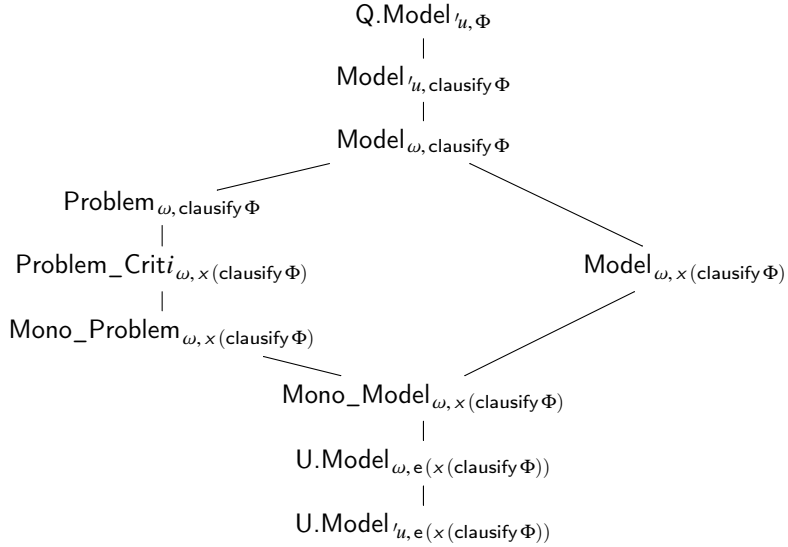 Q.Model ′u, Φ
Model ′u, clausify Φ
Model ω, clausify Φ
Problem ω, clausify Φ
Problem_Criti ω, x (clausify Φ)
Model ω, x (clausify Φ)
Mono_Problem ω, x (clausify Φ)
Mono_Model ω, x (clausify Φ)
U.Model ω, e (x (clausify Φ))
U.Model ′u, e (x (clausify Φ))